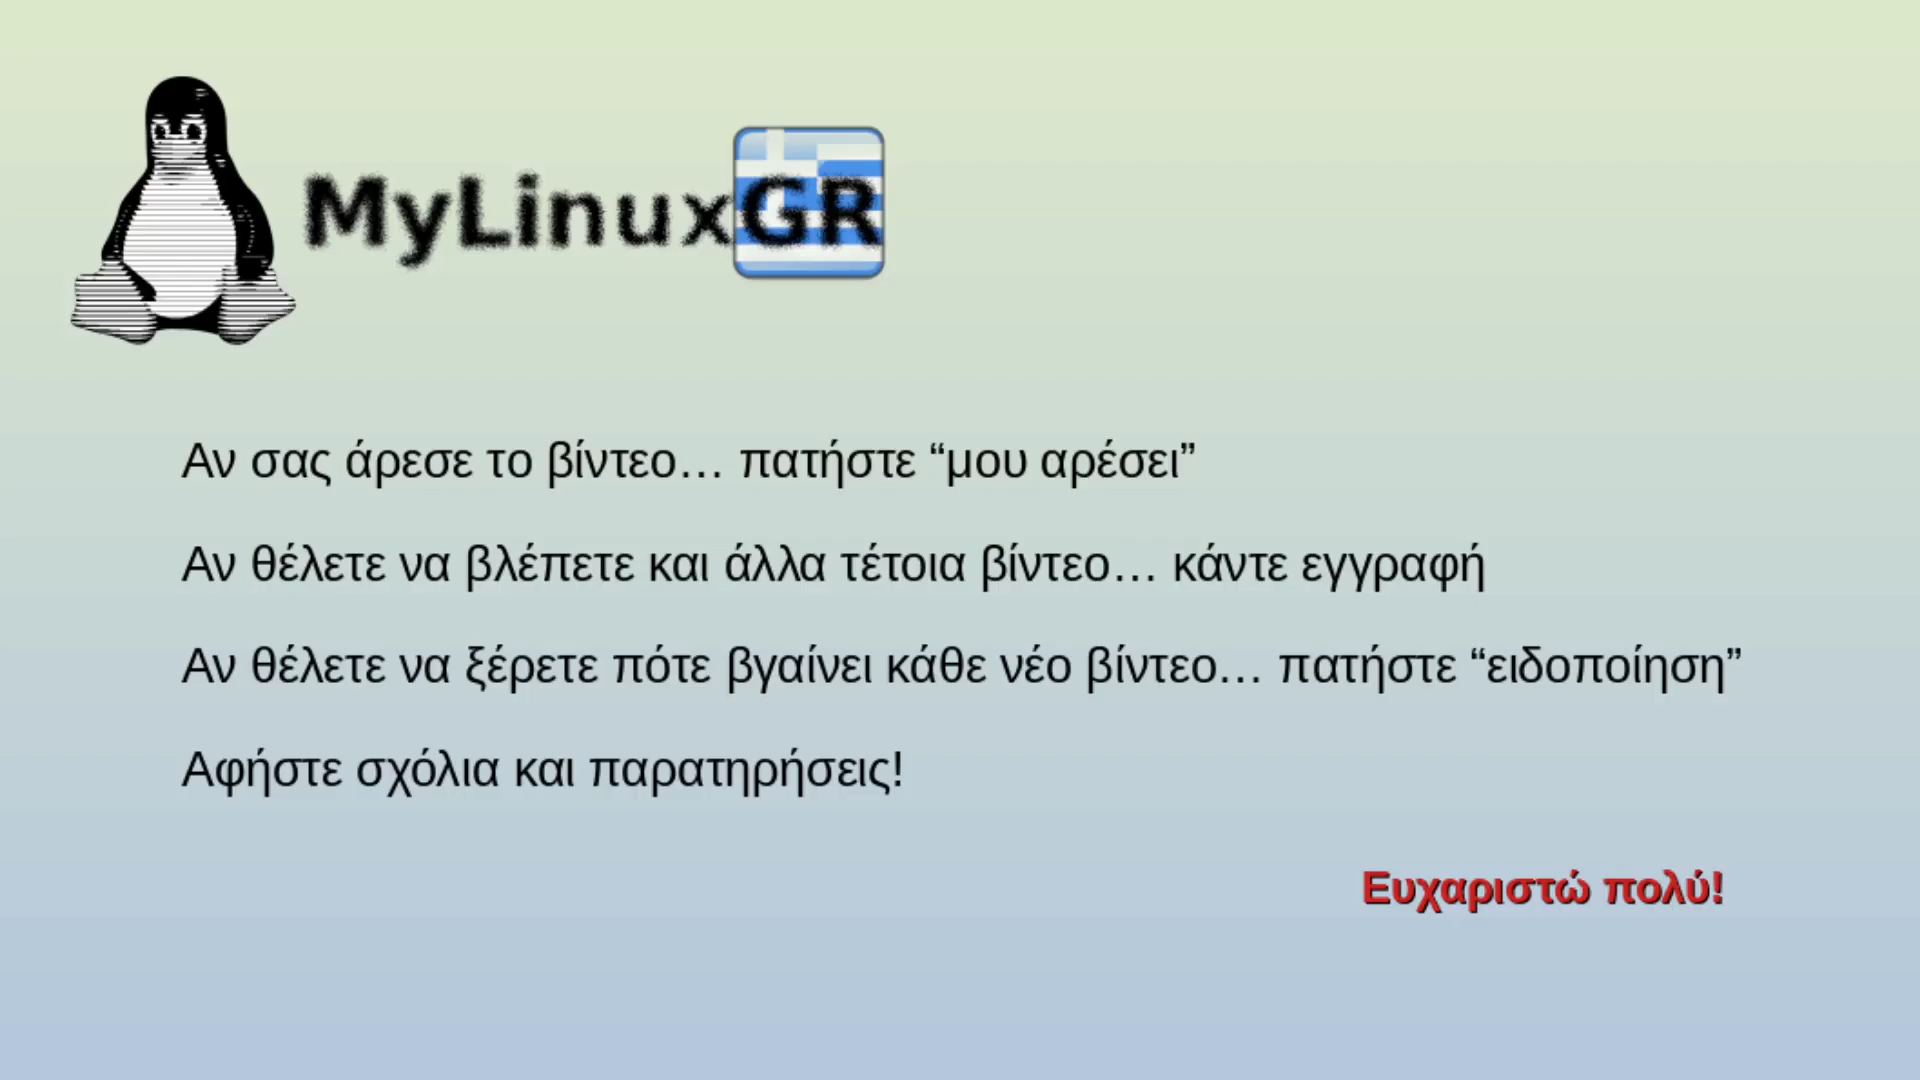 MyLinuxGR
Αν σας άρεσε το βίντεο… πατήστε “μου αρέσει”
Αν θέλετε να βλέπετε και άλλα τέτοια βίντεο… κάντε εγγραφή
Αν θέλετε να ξέρετε πότε βγαίνει κάθε νέο βίντεο… πατήστε “ειδοποίηση”
Αφήστε σχόλια και παρατηρήσεις!
Ευχαριστώ πολύ!